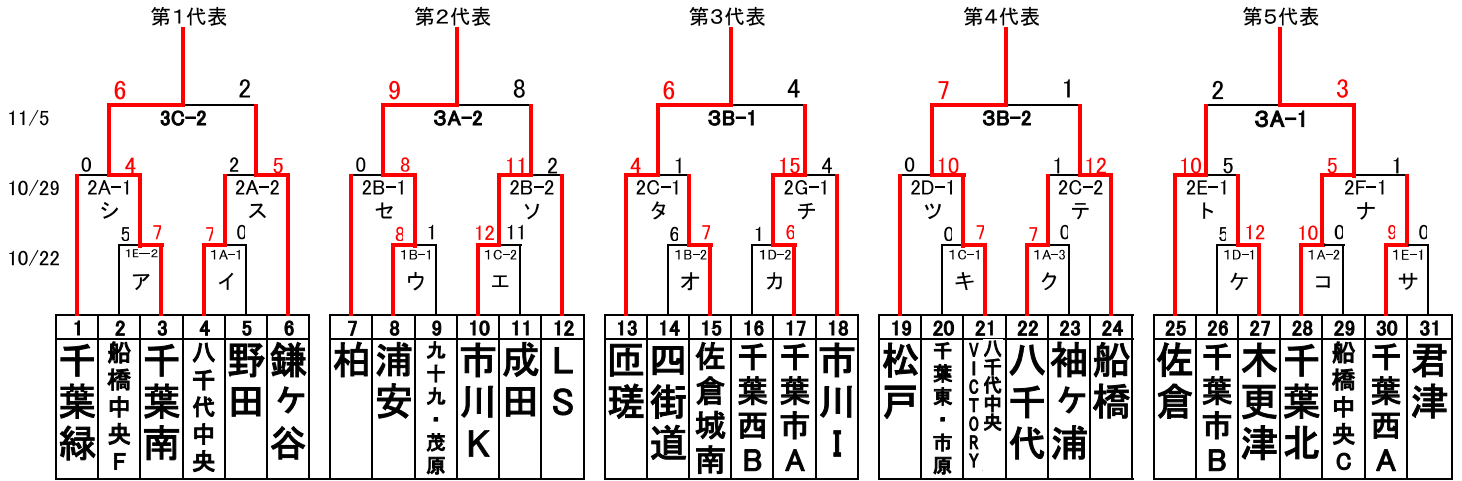 第1代表 第2代表 第3代表 第4代表 第5代表
6 2 9 8 6 4 7 1 2 3
11/5 3C-2 3A-2 3B-1 3B-2 3A-1
0 4 2 5 0 8 11 2 4 1 15 4 0 10 1 12 10 5 5 1
10/29 2A-1 2A-2 2B-1 2B-2 2C-1 2G-1 2D-1 2C-2 2E-1 2F-1
シ ス セ ソ タ チ ツ テ ト ナ
5 7 7 0 8 1 12 11 6 7 1 6 0 7 7 0 5 12 10 0 9 0
10/22 1E-2 1A-1 1B-1 1C-2 1B-2 1D-2 1C-1 1A-3 1D-1 1A-2 1E-1
ア イ ウ エ オ カ キ ク ケ コ サ
1 2 3 4 5 6 7 8 9 10 11 12 13 14 15 16 17 18 19 20 21 22 23 24 25 26 27 28 29 30 31
千葉緑
船橋中央F
千葉南
八千代中央
野田
鎌ケ谷
柏
浦安
九十九・茂原
市川K
成田
LS
匝瑳
四街道
佐倉城南
千葉西B
千葉市A
市川I
松戸
千葉東・市原
八千代中央
VICTORY
八千代
袖ケ浦
船橋
佐倉
千葉市B
木更津
千葉北
船橋中央C
千葉西A
君津